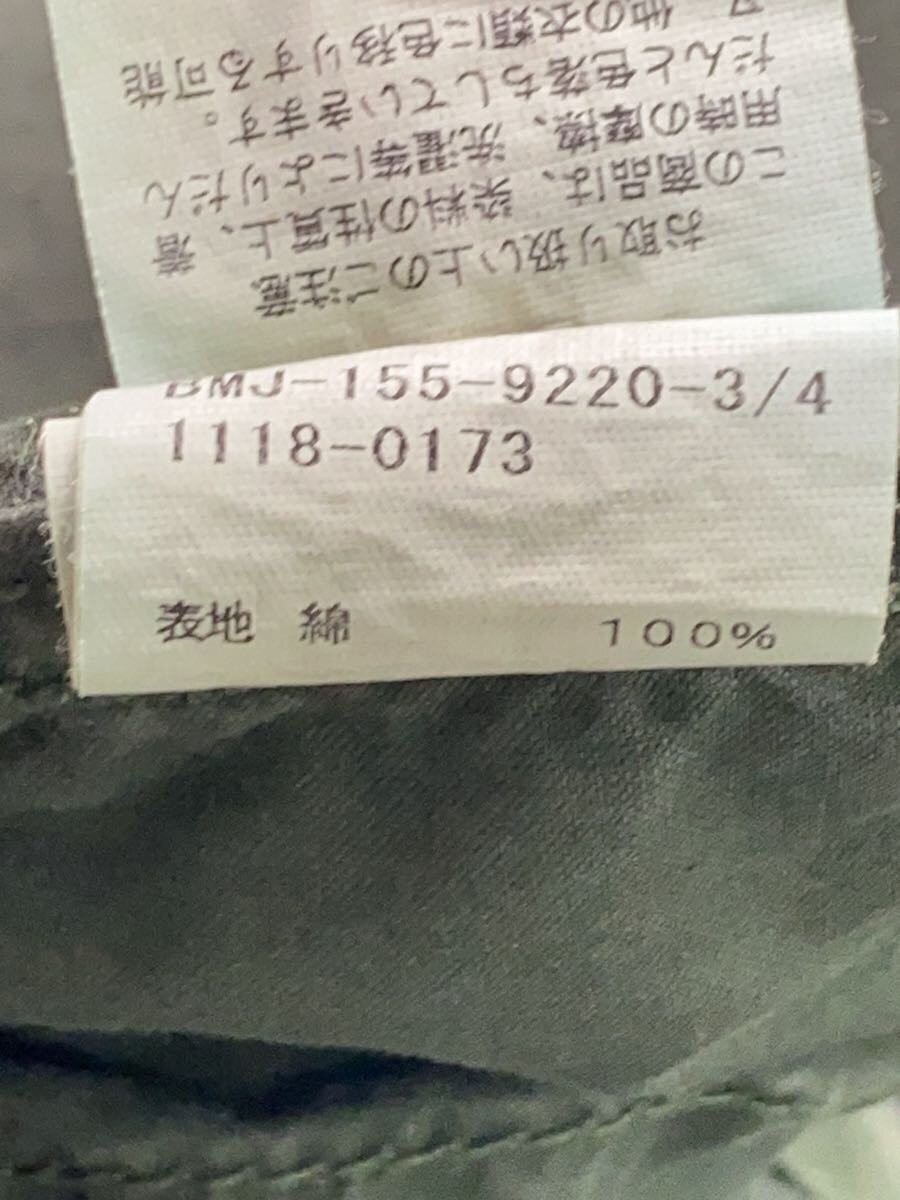 お取り扱い上のご注意
この商品は、染料の性質上、着
用時の摩擦、洗濯等によりだん
だんと色落ちしていきます。
他の衣類に色移りする可能
BMJ-155-9220-3/4
1118-0173
表地 綿 100%